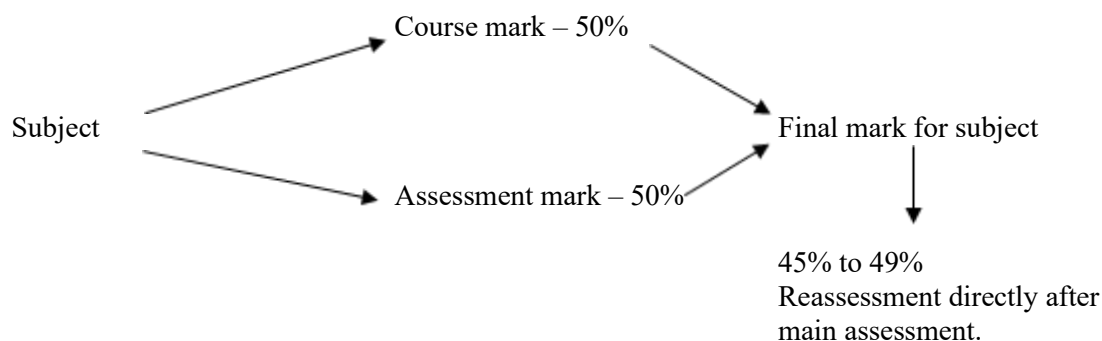 Course mark – 50%
Subject
Final mark for subject
Assessment mark – 50%
45% to 49%
Reassessment directly after
main assessment.